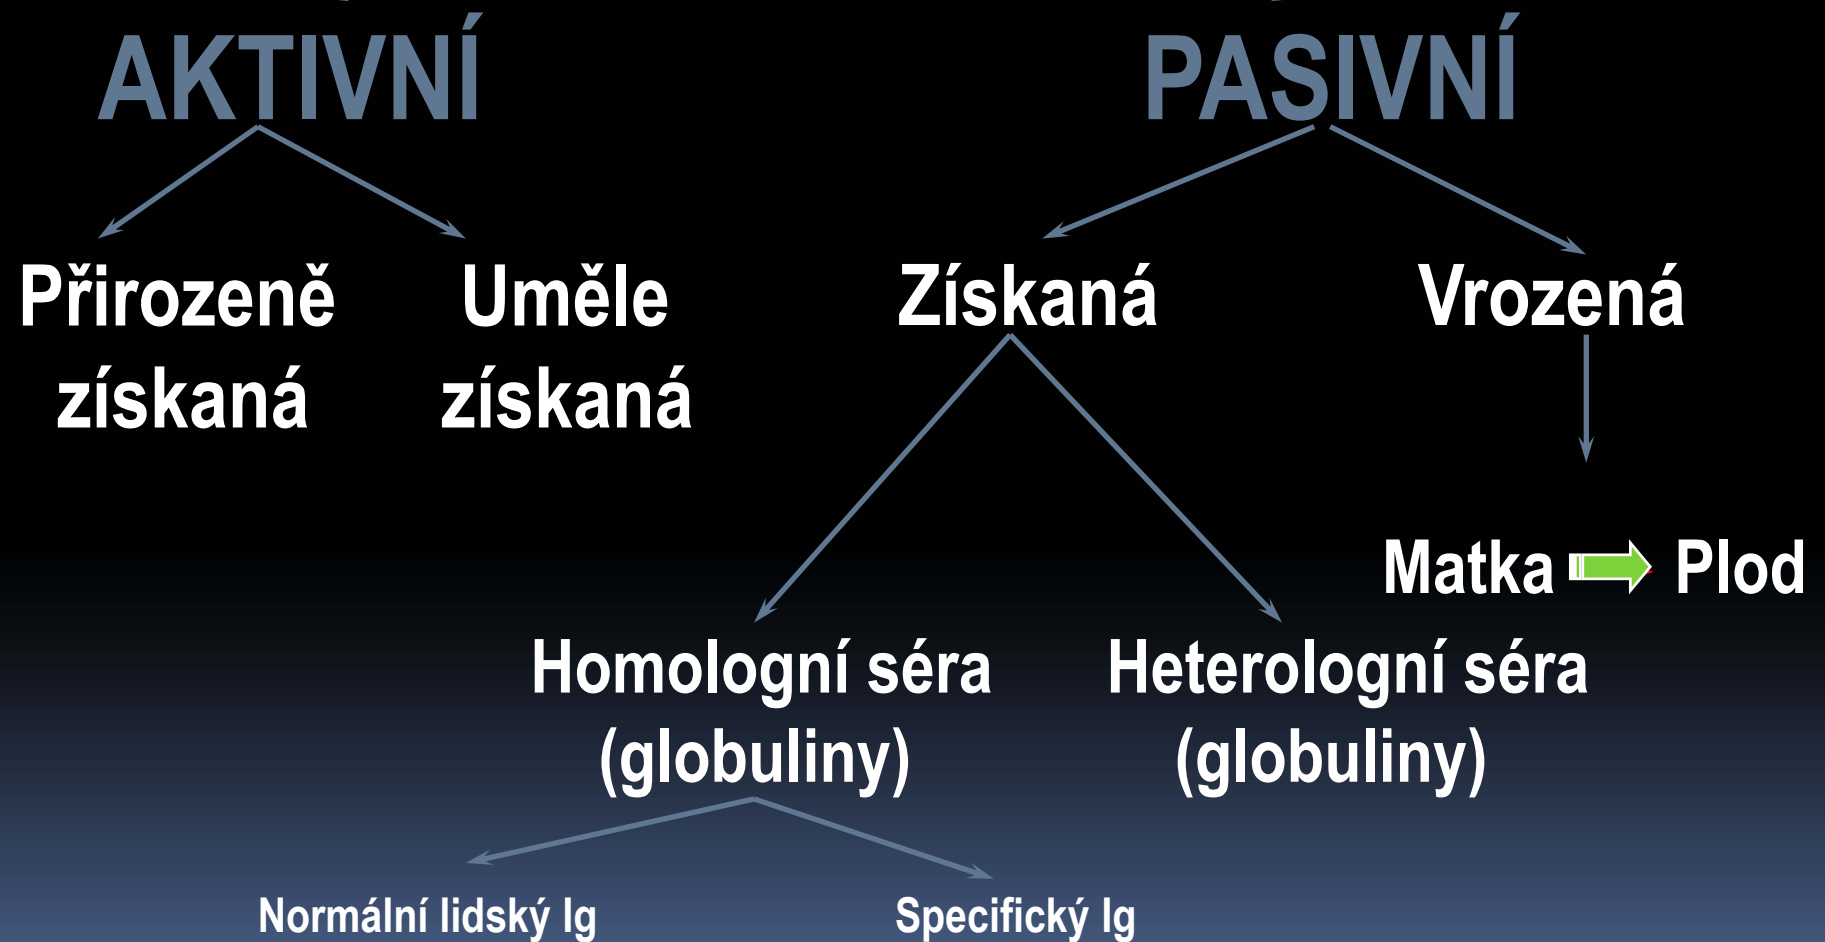 AKTIVNÍ
PASIVNÍ
Přirozeně
získaná
Uměle
získaná
Získaná
Vrozená
Matka
Plod
Homologní séra
(globuliny)
Heterologní séra
(globuliny)
Normální lidský Ig
Specifický Ig